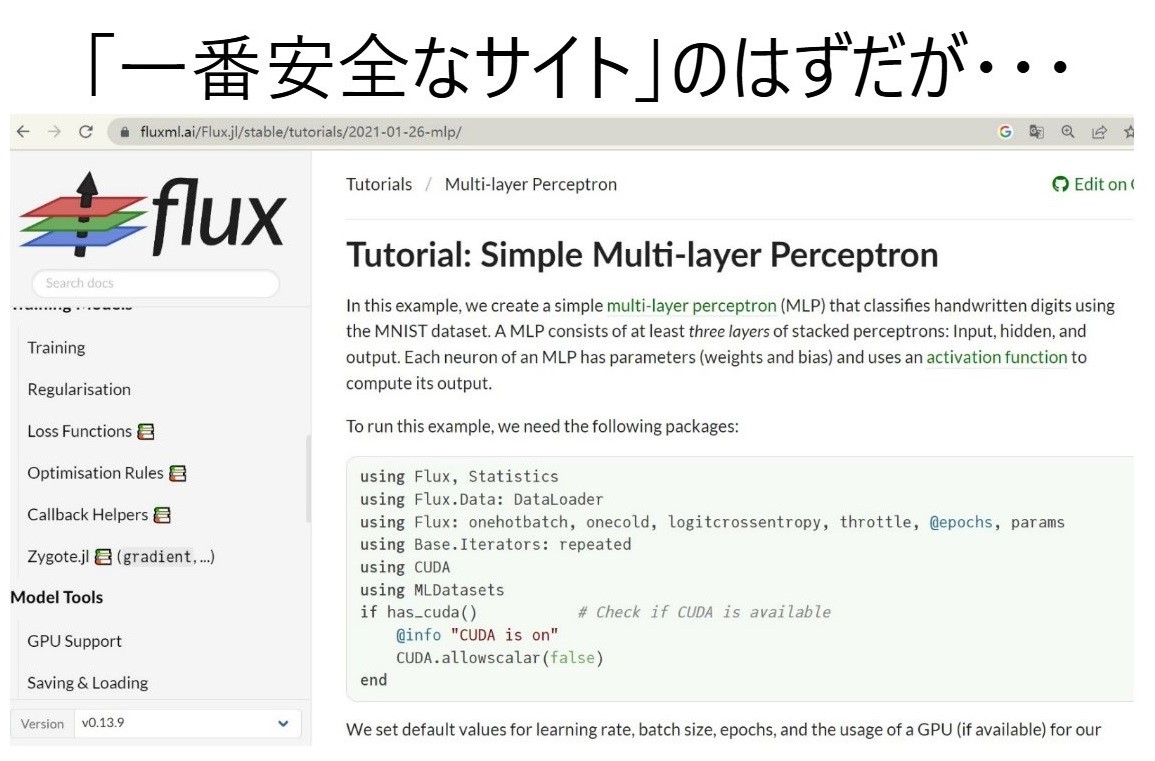 「一番安全なサイト」のはずだが・・・
fluxml.ai/Flux.jl/stable/tutorials/2021-01-26-mlp/
flux
Search docs
Training Models
Training
Regularisation
Loss Functions
Optimisation Rules
Callback Helpers
Zygote.jl (gradient, ...)
Model Tools
GPU Support
Saving & Loading
Version v0.13.9
Tutorials / Multi-layer Perceptron
Edit on
Tutorial: Simple Multi-layer Perceptron
In this example, we create a simple multi-layer perceptron (MLP) that classifies handwritten digits using
the MNIST dataset. A MLP consists of at least three layers of stacked perceptrons: Input, hidden, and
output. Each neuron of an MLP has parameters (weights and bias) and uses an activation function to
compute its output.
To run this example, we need the following packages:
using Flux, Statistics
using Flux.Data: DataLoader
using Flux: onehotbatch, onecold, logitcrossentropy, throttle, @epochs, params
using Base.Iterators: repeated
using CUDA
using MLDatasets
if has_cuda() # Check if CUDA is available
@info "CUDA is on"
CUDA.allowscalar(false)
end
We set default values for learning rate, batch size, epochs, and the usage of a GPU (if available) for our